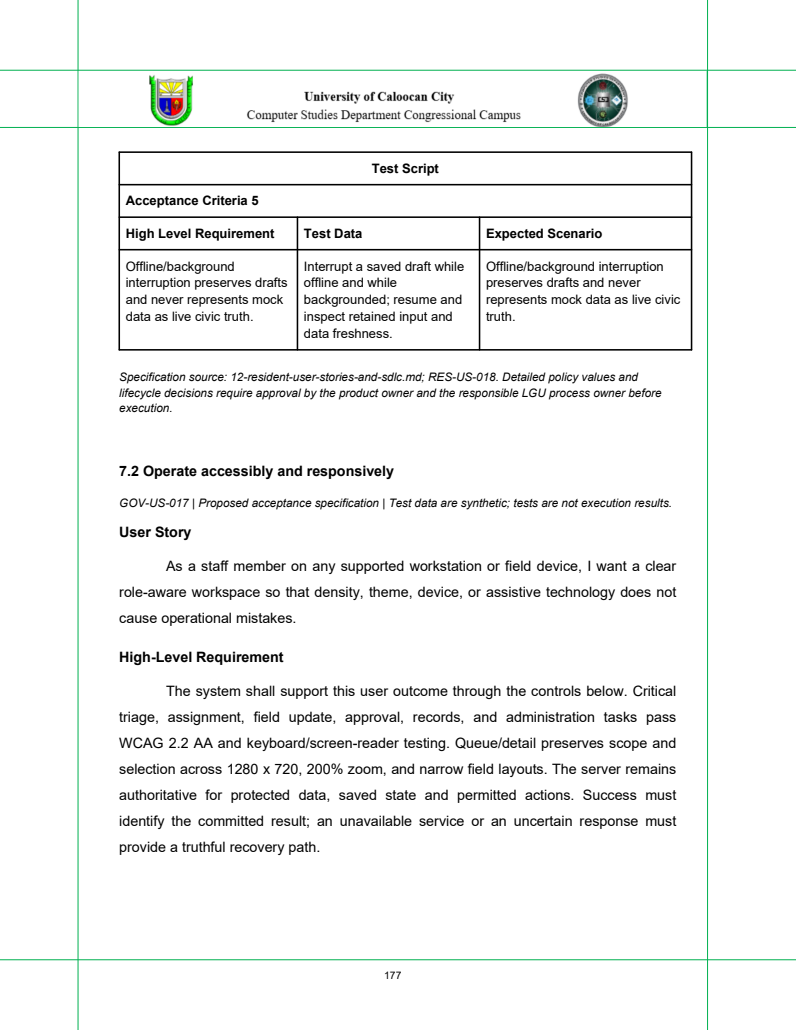 University of Caloocan City
Computer Studies Department Congressional Campus
Test Script
Acceptance Criteria 5
High Level Requirement
Test Data
Expected Scenario
Offline/background
interruption preserves drafts
and never represents mock
data as live civic truth.
Interrupt a saved draft while
offline and while
backgrounded; resume and
inspect retained input and
data freshness.
Offline/background interruption
preserves drafts and never
represents mock data as live civic
truth.
Specification source: 12-resident-user-stories-and-sdlc.md; RES-US-018. Detailed policy values and
lifecycle decisions require approval by the product owner and the responsible LGU process owner before
execution.
7.2 Operate accessibly and responsively
GOV-US-017 | Proposed acceptance specification | Test data are synthetic; tests are not execution results.
User Story
As a staff member on any supported workstation or field device, I want a clear
role-aware workspace so that density, theme, device, or assistive technology does not
cause operational mistakes.
High-Level Requirement
The system shall support this user outcome through the controls below. Critical
triage, assignment, field update, approval, records, and administration tasks pass
WCAG 2.2 AA and keyboard/screen-reader testing. Queue/detail preserves scope and
selection across 1280 x 720, 200% zoom, and narrow field layouts. The server remains
authoritative for protected data, saved state and permitted actions. Success must
identify the committed result; an unavailable service or an uncertain response must
provide a truthful recovery path.
177